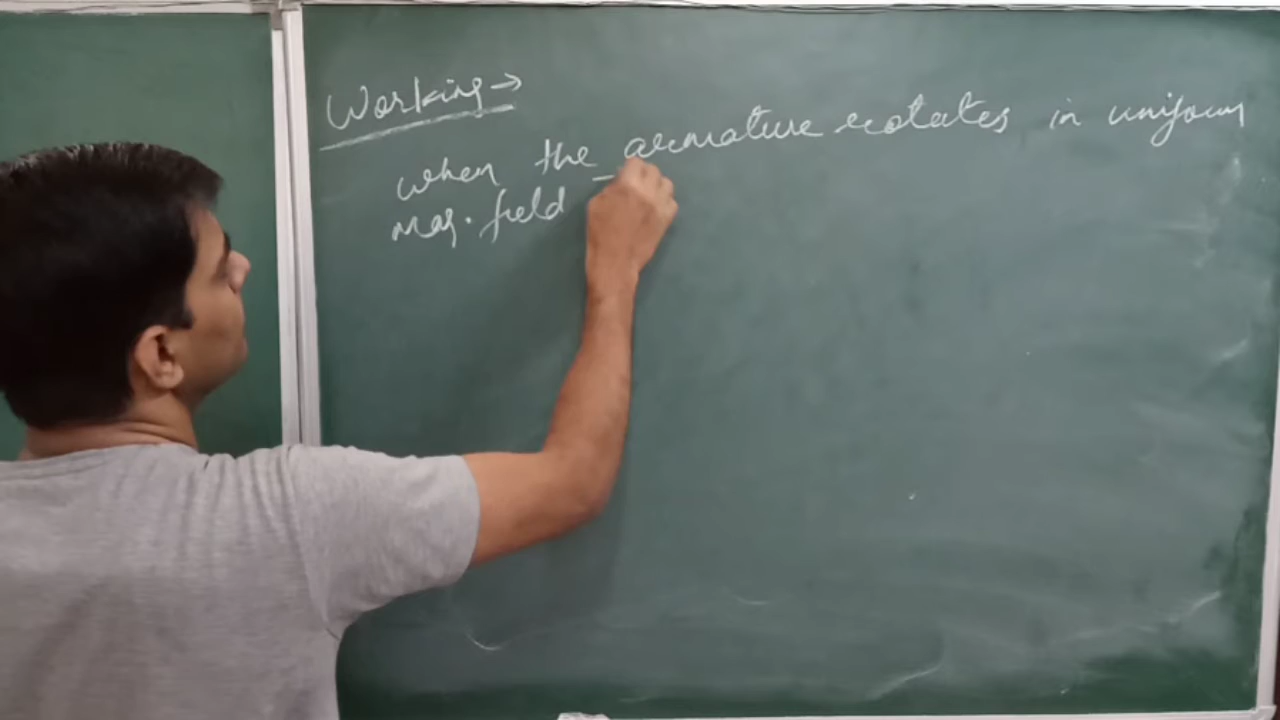 Working →
when the armature rotates in uniform
mag. field